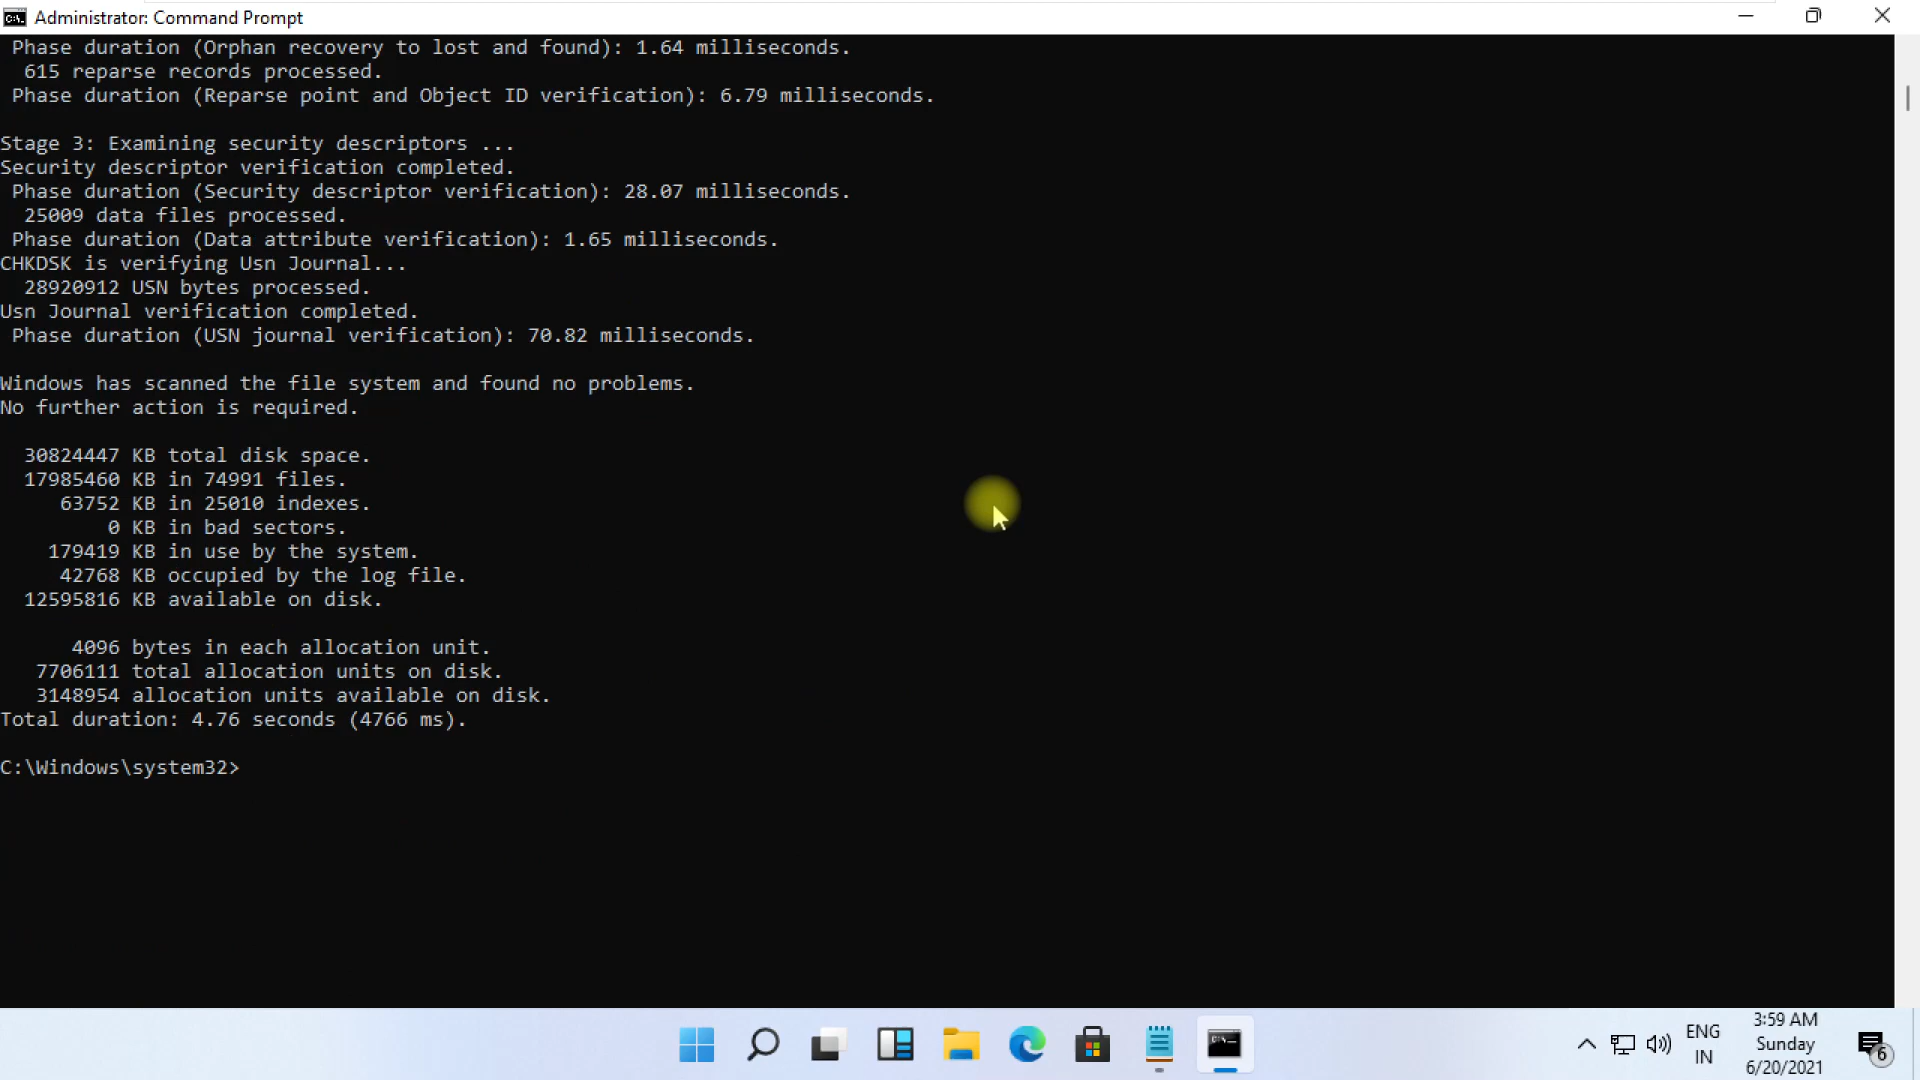 Administrator: Command Prompt
Phase duration (Orphan recovery to lost and found): 1.64 milliseconds.
615 reparse records processed.
Phase duration (Reparse point and Object ID verification): 6.79 milliseconds.
Stage 3: Examining security descriptors ...
Security descriptor verification completed.
Phase duration (Security descriptor verification): 28.07 milliseconds.
25009 data files processed.
Phase duration (Data attribute verification): 1.65 milliseconds.
CHKDSK is verifying Usn Journal...
28920912 USN bytes processed.
Usn Journal verification completed.
Phase duration (USN journal verification): 70.82 milliseconds.
Windows has scanned the file system and found no problems.
No further action is required.
30824447 KB total disk space.
17985460 KB in 74991 files.
63752 KB in 25010 indexes.
0 KB in bad sectors.
179419 KB in use by the system.
42768 KB occupied by the log file.
12595816 KB available on disk.
4096 bytes in each allocation unit.
7706111 total allocation units on disk.
3148954 allocation units available on disk.
Total duration: 4.76 seconds (4766 ms).
C:\Windows\system32>
ENG
IN
3:59 AM
Sunday
6/20/2021
6